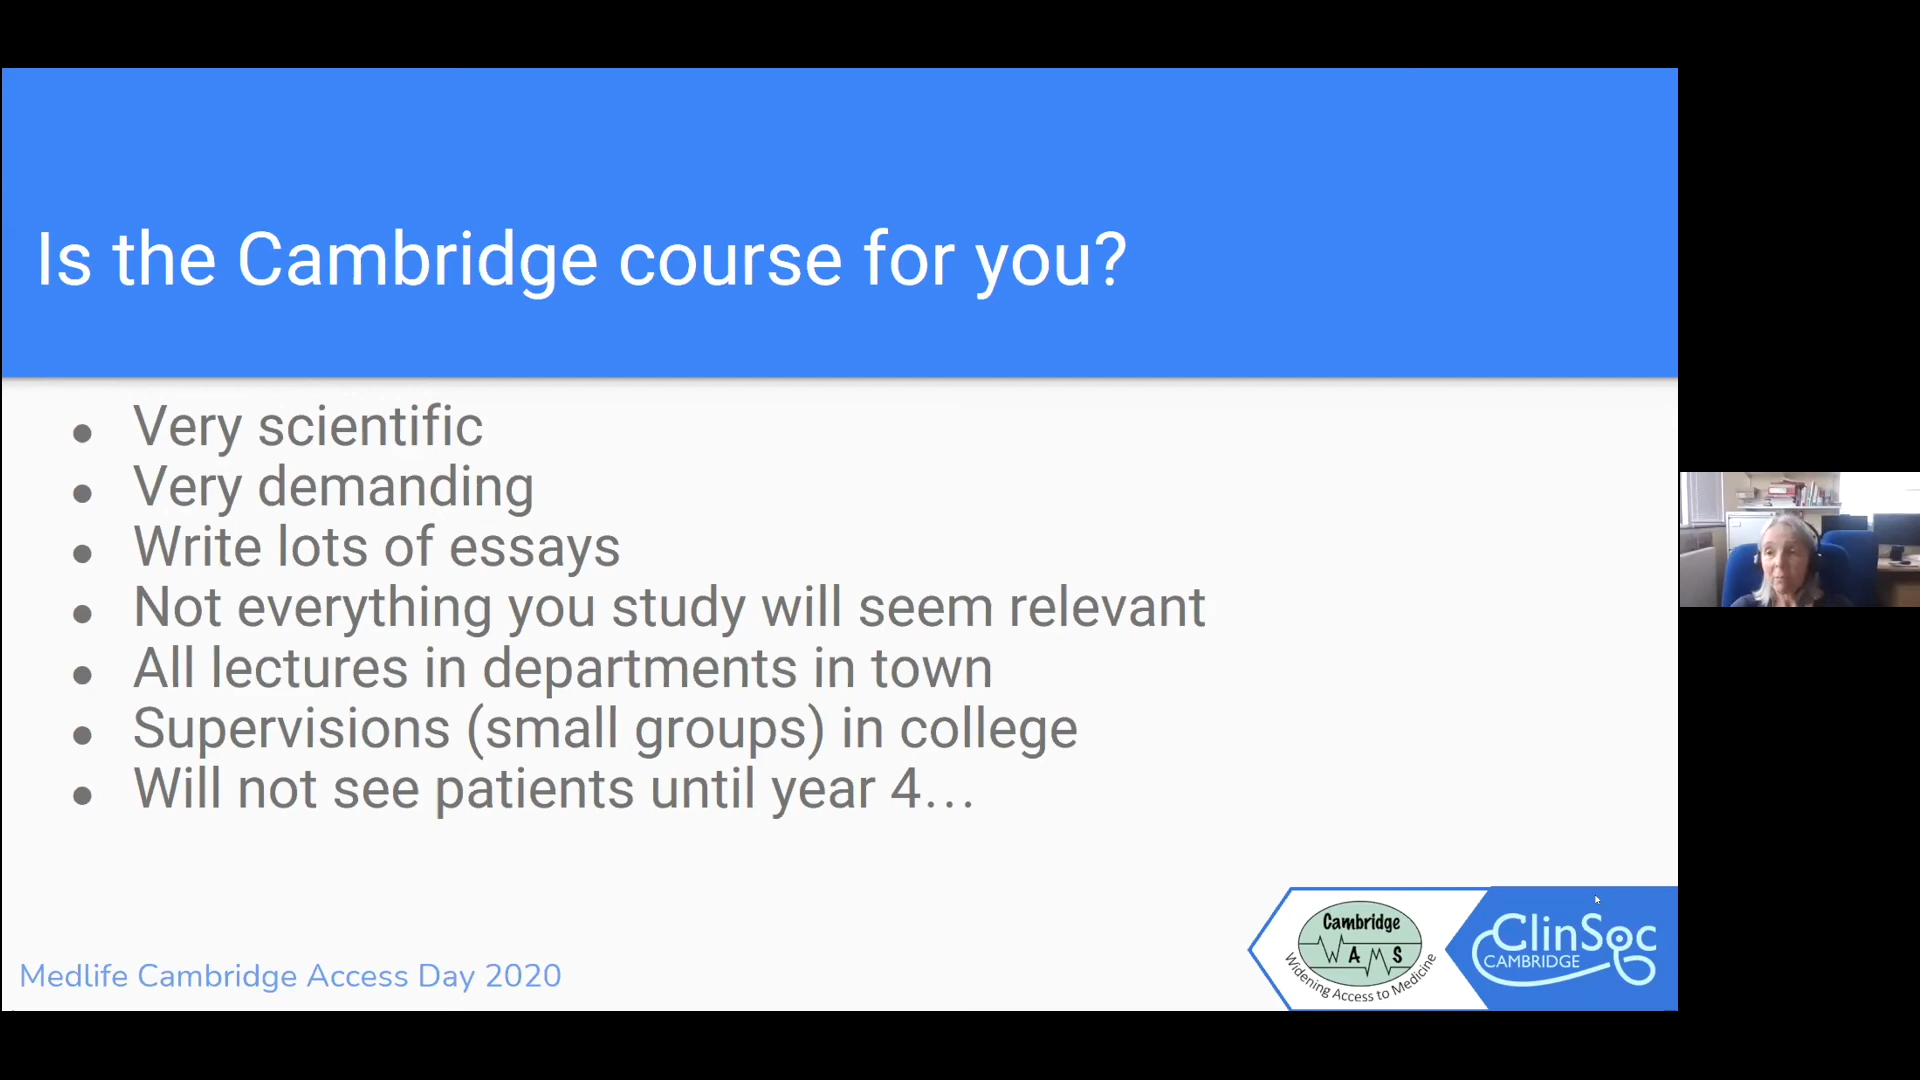 Is the Cambridge course for you?
Very scientific
Very demanding
Write lots of essays
Not everything you study will seem relevant
All lectures in departments in town
Supervisions (small groups) in college
Will not see patients until year 4…
Medlife Cambridge Access Day 2020
Cambridge
WAMS
Widening Access to Medicine
ClinSoc
CAMBRIDGE